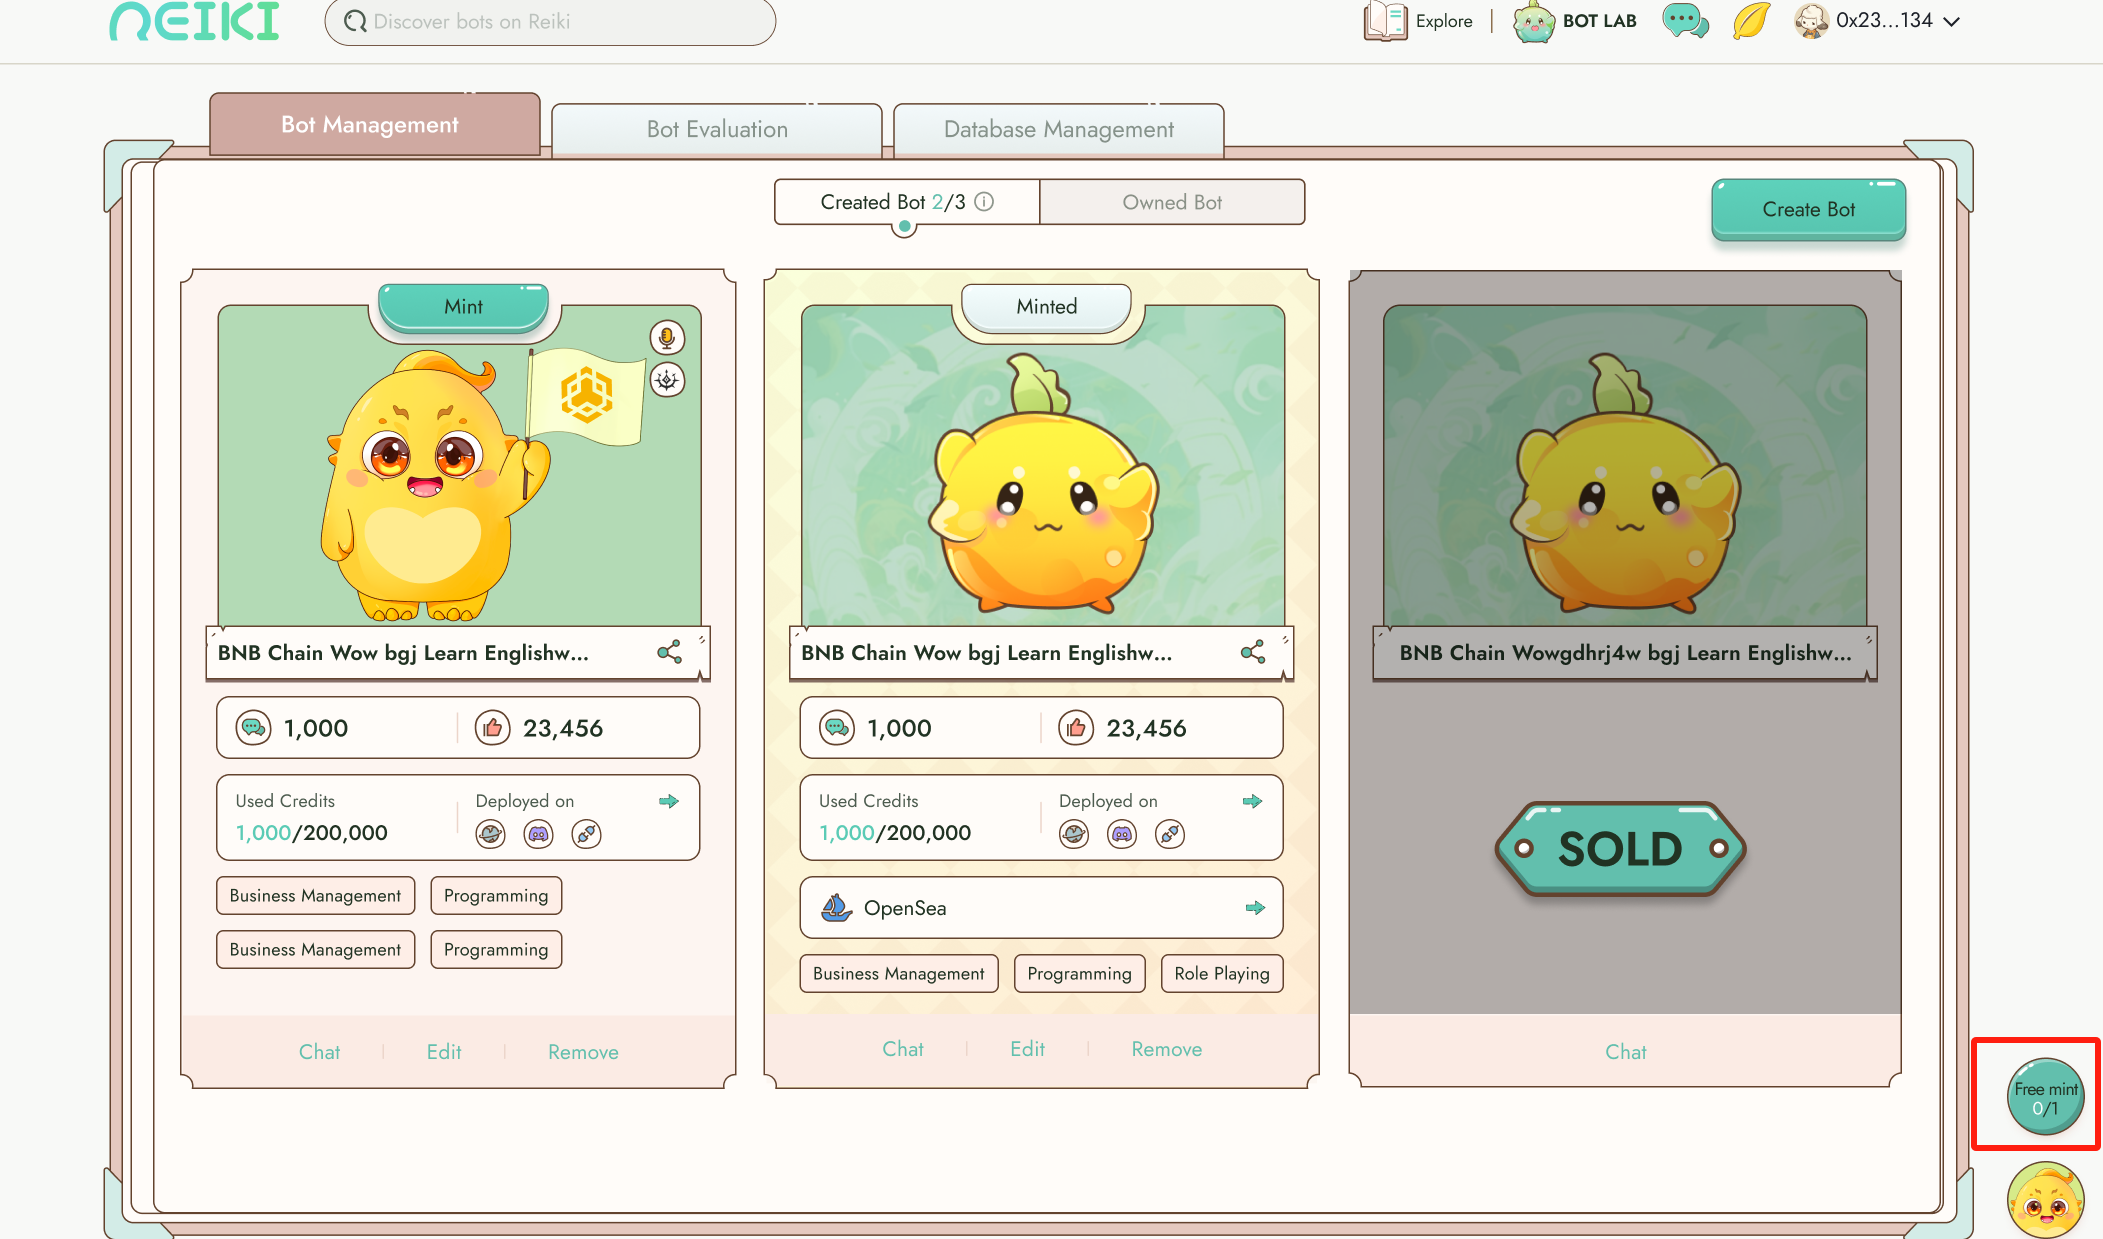 REIKI
Discover bots on Reiki
Explore
BOT LAB
0x23...134
Bot Management
Bot Evaluation
Database Management
Created Bot 2/3
Owned Bot
Create Bot
Mint
BNB Chain Wow bgj Learn Englishw...
1,000
23,456
Used Credits
1,000/200,000
Deployed on
Business Management
Programming
Business Management
Programming
Chat
Edit
Remove
Minted
BNB Chain Wow bgj Learn Englishw...
1,000
23,456
Used Credits
1,000/200,000
Deployed on
OpenSea
Business Management
Programming
Role Playing
Chat
Edit
Remove
BNB Chain Wowgdhrj4w bgj Learn Englishw...
SOLD
Chat
Free mint
0/1